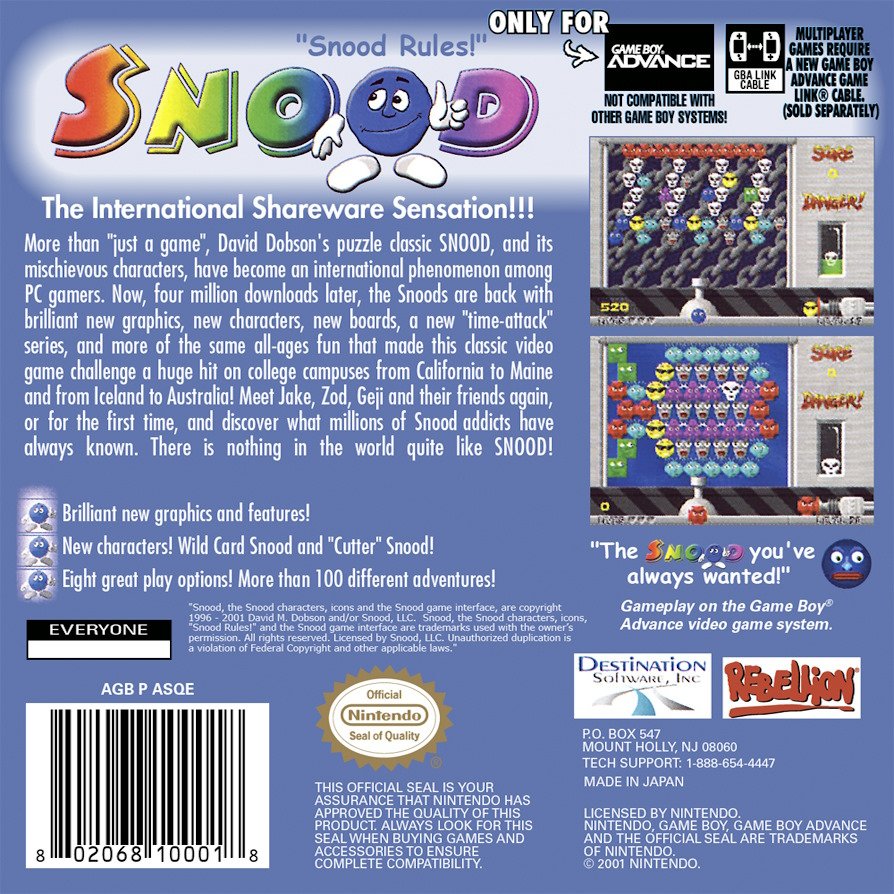 "Snood Rules!"
SNOOD
ONLY FOR
GAME BOY
ADVANCE
NOT COMPATIBLE WITH
OTHER GAME BOY SYSTEMS!
GBA LINK
CABLE
MULTIPLAYER
GAMES REQUIRE
A NEW GAME BOY
ADVANCE GAME
LINK® CABLE.
(SOLD SEPARATELY)
The International Shareware Sensation!!!
More than "just a game", David Dobson's puzzle classic SNOOD, and its
mischievous characters, have become an international phenomenon among
PC gamers. Now, four million downloads later, the Snoods are back with
brilliant new graphics, new characters, new boards, a new "time-attack"
series, and more of the same all-ages fun that made this classic video
game challenge a huge hit on college campuses from California to Maine
and from Iceland to Australia! Meet Jake, Zod, Geji and their friends again,
or for the first time, and discover what millions of Snood addicts have
always known. There is nothing in the world quite like SNOOD!
SCORE
0
DANGER!
520
SCORE
0
DANGER!
0
Brilliant new graphics and features!
New characters! Wild Card Snood and "Cutter" Snood!
Eight great play options! More than 100 different adventures!
"The SNOOD you've
always wanted!"
Gameplay on the Game Boy®
Advance video game system.
"Snood, the Snood characters, icons and the Snood game interface, are copyright
1996 - 2001 David M. Dobson and/or Snood, LLC. Snood, the Snood characters, icons,
"Snood Rules!" and the Snood game interface are trademarks used with the owner's
permission. All rights reserved. Licensed by Snood, LLC. Unauthorized duplication is
a violation of Federal Copyright and other applicable laws."
EVERYONE
AGB P ASQE
8 02068 10001 8
Official
Nintendo
Seal of Quality
®
THIS OFFICIAL SEAL IS YOUR
ASSURANCE THAT NINTENDO HAS
APPROVED THE QUALITY OF THIS
PRODUCT. ALWAYS LOOK FOR THIS
SEAL WHEN BUYING GAMES AND
ACCESSORIES TO ENSURE
COMPLETE COMPATIBILITY.
DESTINATION
SOFTWARE, INC
REBELLION
P.O. BOX 547
MOUNT HOLLY, NJ 08060
TECH SUPPORT: 1-888-654-4447
MADE IN JAPAN
LICENSED BY NINTENDO.
NINTENDO, GAME BOY, GAME BOY ADVANCE
AND THE OFFICIAL SEAL ARE TRADEMARKS
OF NINTENDO.
© 2001 NINTENDO.